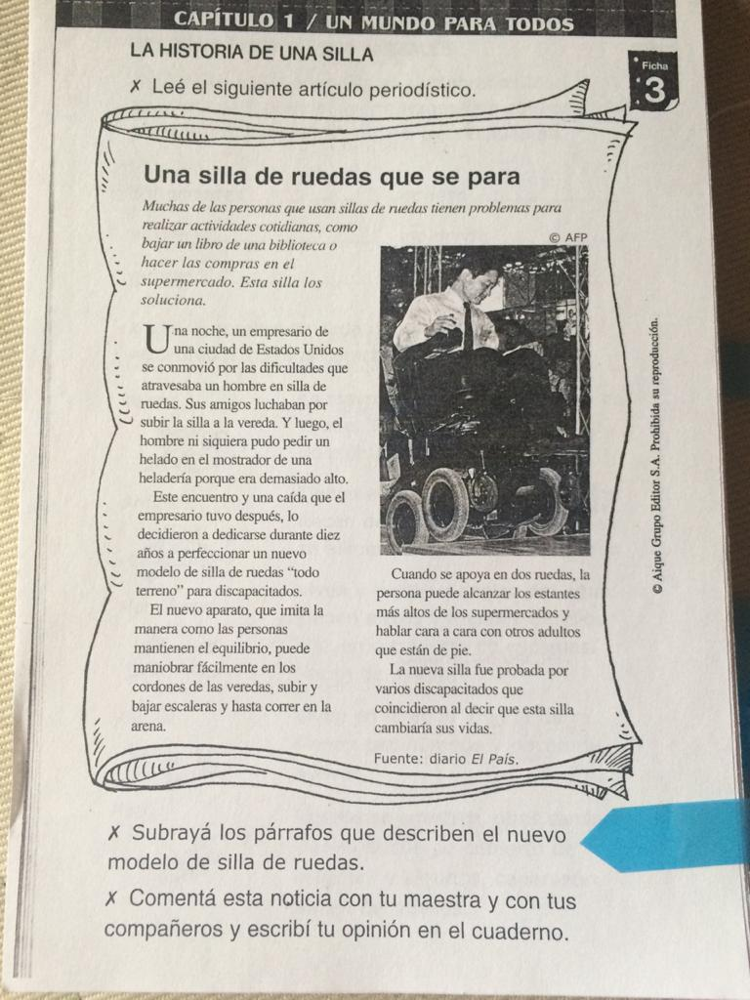 CAPÍTULO 1 / UN MUNDO PARA TODOS
LA HISTORIA DE UNA SILLA
Ficha
3
✗ Leé el siguiente artículo periodístico.
Una silla de ruedas que se para
Muchas de las personas que usan sillas de ruedas tienen problemas para
realizar actividades cotidianas, como
bajar un libro de una biblioteca o
hacer las compras en el
supermercado. Esta silla los
soluciona.
© AFP
Una noche, un empresario de
una ciudad de Estados Unidos
se conmovió por las dificultades que
atravesaba un hombre en silla de
ruedas. Sus amigos luchaban por
subir la silla a la vereda. Y luego, el
hombre ni siquiera pudo pedir un
helado en el mostrador de una
heladería porque era demasiado alto.
Este encuentro y una caída que el
empresario tuvo después, lo
decidieron a dedicarse durante diez
años a perfeccionar un nuevo
modelo de silla de ruedas “todo
terreno” para discapacitados.
El nuevo aparato, que imita la
manera como las personas
mantienen el equilibrio, puede
maniobrar fácilmente en los
cordones de las veredas, subir y
bajar escaleras y hasta correr en la
arena.
Cuando se apoya en dos ruedas, la
persona puede alcanzar los estantes
más altos de los supermercados y
hablar cara a cara con otros adultos
que están de pie.
La nueva silla fue probada por
varios discapacitados que
coincidieron al decir que esta silla
cambiaría sus vidas.
Fuente: diario El País.
© Aique Grupo Editor S.A. Prohibida su reproducción.
✗ Subrayá los párrafos que describen el nuevo
modelo de silla de ruedas.
✗ Comentá esta noticia con tu maestra y con tus
compañeros y escribí tu opinión en el cuaderno.